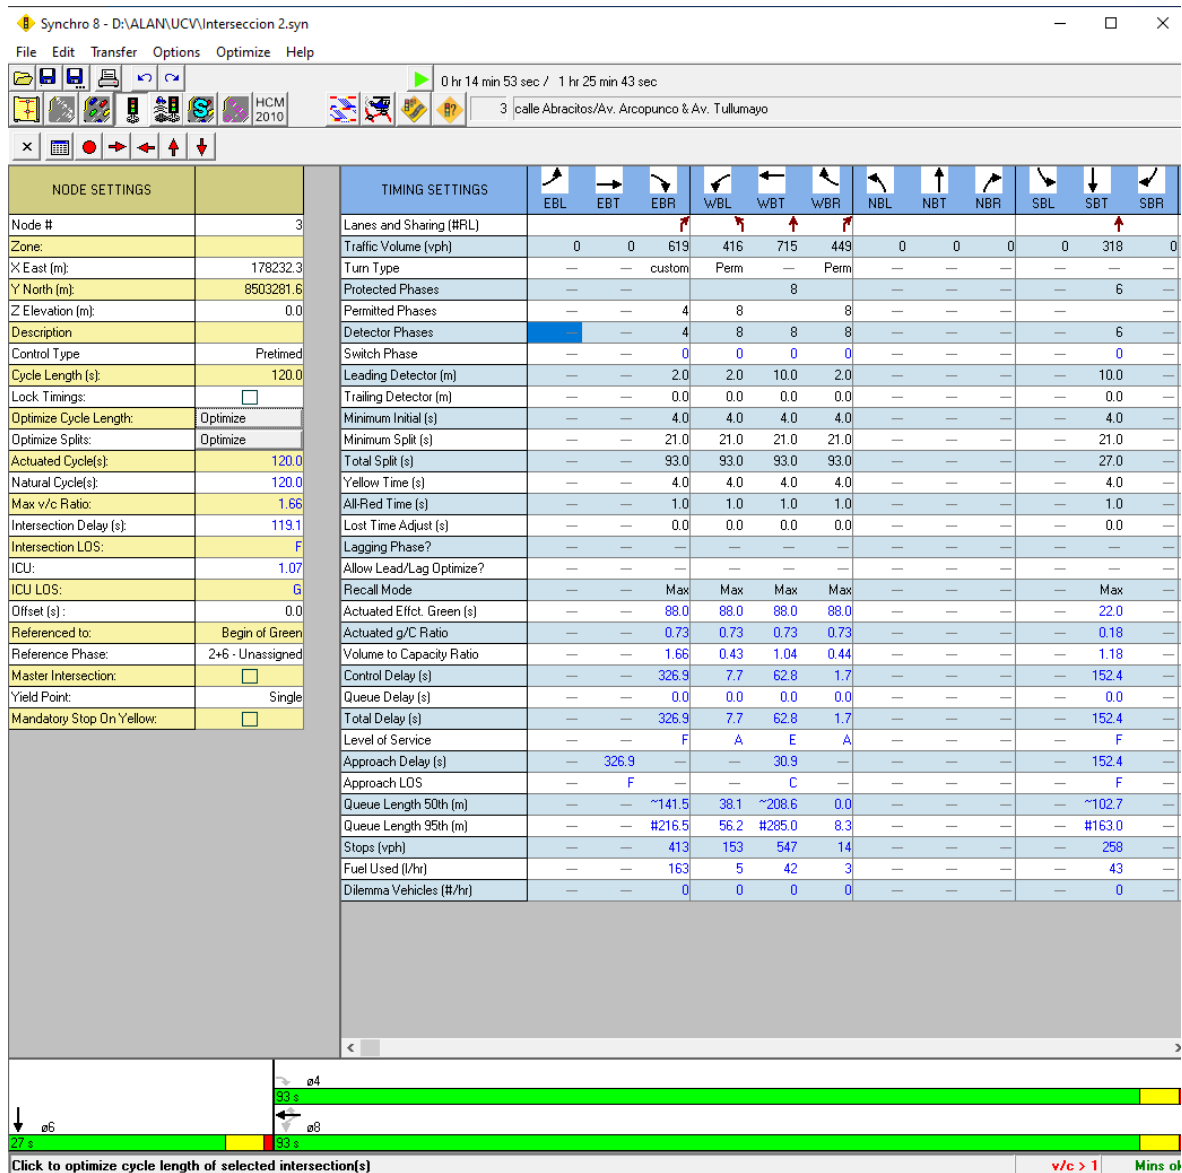 Synchro 8 - D:\ALAN\UCV\Interseccion 2.syn
File Edit Transfer Options Optimize Help
0 hr 14 min 53 sec / 1 hr 25 min 43 sec
HCM 2010
3 calle Abracitos/Av. Arcopunco & Av. Tullumayo
NODE SETTINGS
Node # 3
Zone:
X East (m): 178232.3
Y North (m): 8503281.6
Z Elevation (m): 0.0
Description
Control Type Pretimed
Cycle Length (s): 120.0
Lock Timings:
Optimize Cycle Length: Optimize
Optimize Splits: Optimize
Actuated Cycle(s): 120.0
Natural Cycle(s): 120.0
Max v/c Ratio: 1.66
Intersection Delay (s): 119.1
Intersection LOS: F
ICU: 1.07
ICU LOS: G
Offset (s) : 0.0
Referenced to: Begin of Green
Reference Phase: 2+6 - Unassigned
Master Intersection:
Yield Point: Single
Mandatory Stop On Yellow:
TIMING SETTINGS EBL EBT EBR WBL WBT WBR NBL NBT NBR SBL SBT SBR
Lanes and Sharing (#RL)
Traffic Volume (vph) 0 0 619 416 715 449 0 0 0 0 318 0
Turn Type — — custom Perm — Perm — — — — — —
Protected Phases — — 8 — — — — 6 —
Permitted Phases — — 4 8 8 — — — —
Detector Phases — — 4 8 8 8 — — — — 6 —
Switch Phase — — 0 0 0 0 — — — — 0 —
Leading Detector (m) — — 2.0 2.0 10.0 2.0 — — — — 10.0 —
Trailing Detector (m) — — 0.0 0.0 0.0 0.0 — — — — 0.0 —
Minimum Initial (s) — — 4.0 4.0 4.0 4.0 — — — — 4.0 —
Minimum Split (s) — — 21.0 21.0 21.0 21.0 — — — — 21.0 —
Total Split (s) — — 93.0 93.0 93.0 93.0 — — — — 27.0 —
Yellow Time (s) — — 4.0 4.0 4.0 4.0 — — — — 4.0 —
All-Red Time (s) — — 1.0 1.0 1.0 1.0 — — — — 1.0 —
Lost Time Adjust (s) — — 0.0 0.0 0.0 0.0 — — — — 0.0 —
Lagging Phase? — — — — — — — — — — — —
Allow Lead/Lag Optimize? — — — — — — — — — — — —
Recall Mode — — Max Max Max Max — — — — Max —
Actuated Effct. Green (s) — — 88.0 88.0 88.0 88.0 — — — — 22.0 —
Actuated g/C Ratio — — 0.73 0.73 0.73 0.73 — — — — 0.18 —
Volume to Capacity Ratio — — 1.66 0.43 1.04 0.44 — — — — 1.18 —
Control Delay (s) — — 326.9 7.7 62.8 1.7 — — — — 152.4 —
Queue Delay (s) — — 0.0 0.0 0.0 0.0 — — — — 0.0 —
Total Delay (s) — — 326.9 7.7 62.8 1.7 — — — — 152.4 —
Level of Service — — F A E A — — — — F —
Approach Delay (s) — 326.9 — — 30.9 — — — — — 152.4 —
Approach LOS — F — — C — — — — — F —
Queue Length 50th (m) — — ~141.5 38.1 ~208.6 0.0 — — — — ~102.7 —
Queue Length 95th (m) — — #216.5 56.2 #285.0 8.3 — — — — #163.0 —
Stops (vph) — — 413 153 547 14 — — — — 258 —
Fuel Used (l/hr) — — 163 5 42 3 — — — — 43 —
Dilemma Vehicles (#/hr) — — 0 0 0 0 — — — — 0 —
ø4
93 s
ø6 ø8
27 s 93 s
Click to optimize cycle length of selected intersection(s) v/c > 1 Mins ok